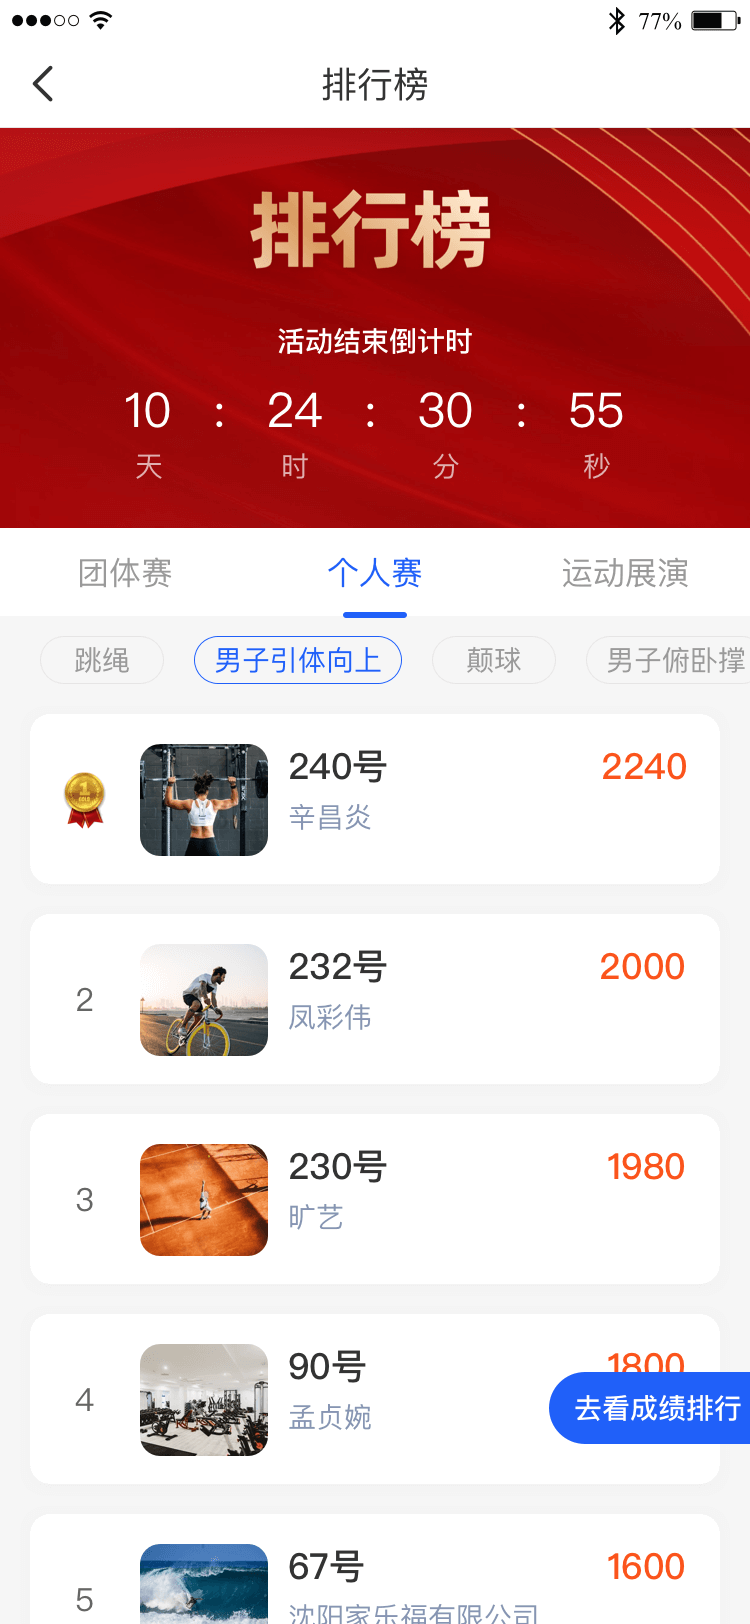 77%
排行榜
排行榜
活动结束倒计时
10 : 24 : 30 : 55
天 时 分 秒
团体赛 个人赛 运动展演
跳绳 男子引体向上 颠球 男子俯卧撑
1
GOLD
240号 2240
辛昌炎
2
232号 2000
凤彩伟
3
230号 1980
旷艺
4
90号 1800
孟贞婉
去看成绩排行
5
67号 1600
沈阳家乐福有限公司